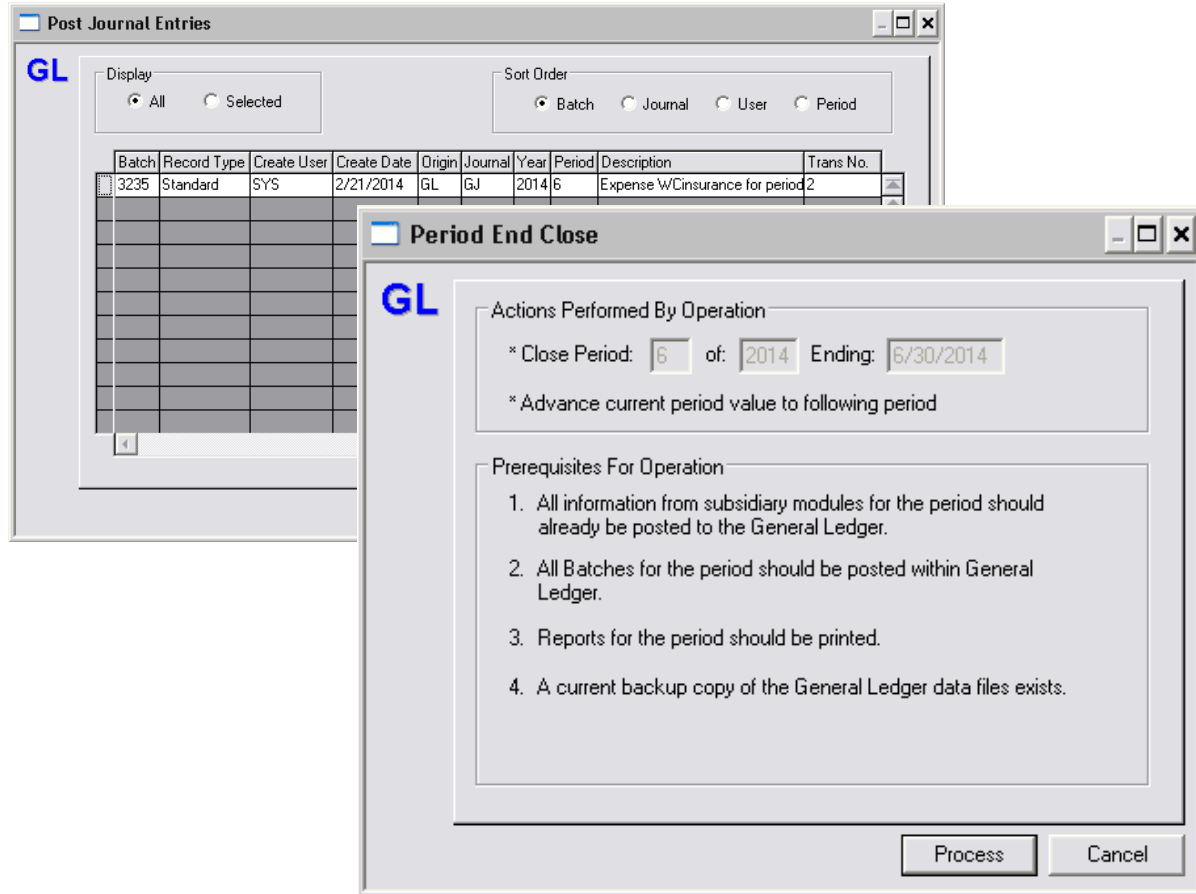 Post Journal Entries
GL
Display
All Selected
Sort Order
Batch Journal User Period
Batch Record Type Create User Create Date Origin Journal Year Period Description Trans No.
3235 Standard SYS 2/21/2014 GL GJ 2014 6 Expense WCinsurance for period 2
Period End Close
GL
Actions Performed By Operation
* Close Period: 6 of: 2014 Ending: 6/30/2014
* Advance current period value to following period
Prerequisites For Operation
1. All information from subsidiary modules for the period should
already be posted to the General Ledger.
2. All Batches for the period should be posted within General
Ledger.
3. Reports for the period should be printed.
4. A current backup copy of the General Ledger data files exists.
Process Cancel